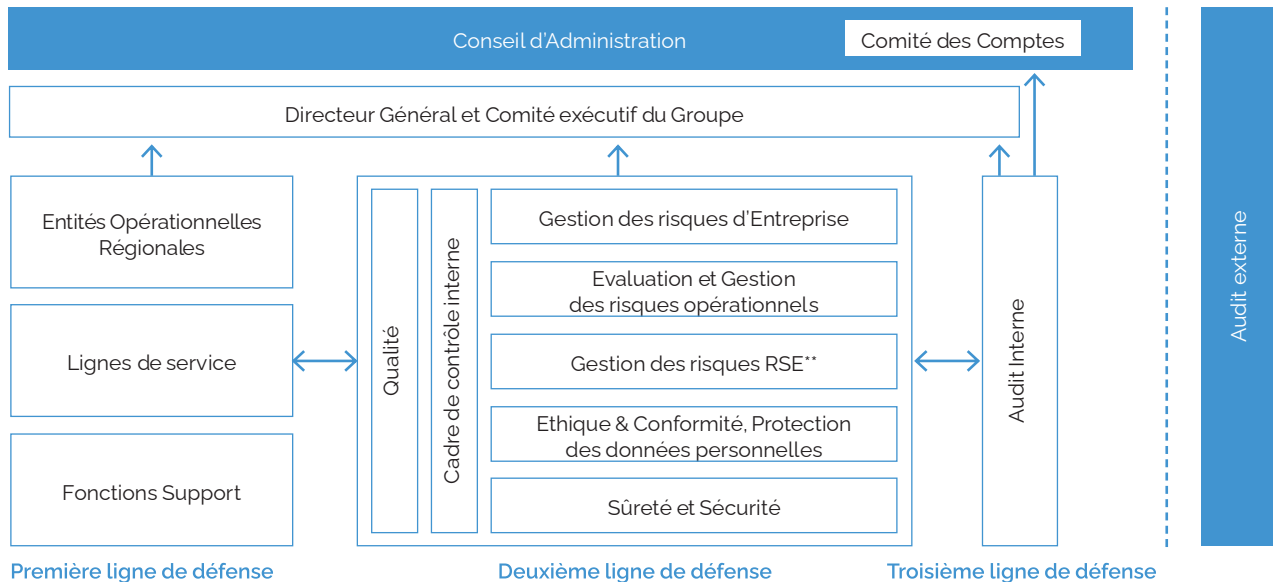 Conseil d’Administration
Comité des Comptes
Directeur Général et Comité exécutif du Groupe
Entités Opérationnelles
Régionales
Lignes de service
Fonctions Support
Qualité
Cadre de contrôle interne
Gestion des risques d’Entreprise
Evaluation et Gestion
des risques opérationnels
Gestion des risques RSE**
Ethique & Conformité, Protection
des données personnelles
Sûreté et Sécurité
Audit Interne
Audit externe
Première ligne de défense
Deuxième ligne de défense
Troisième ligne de défense